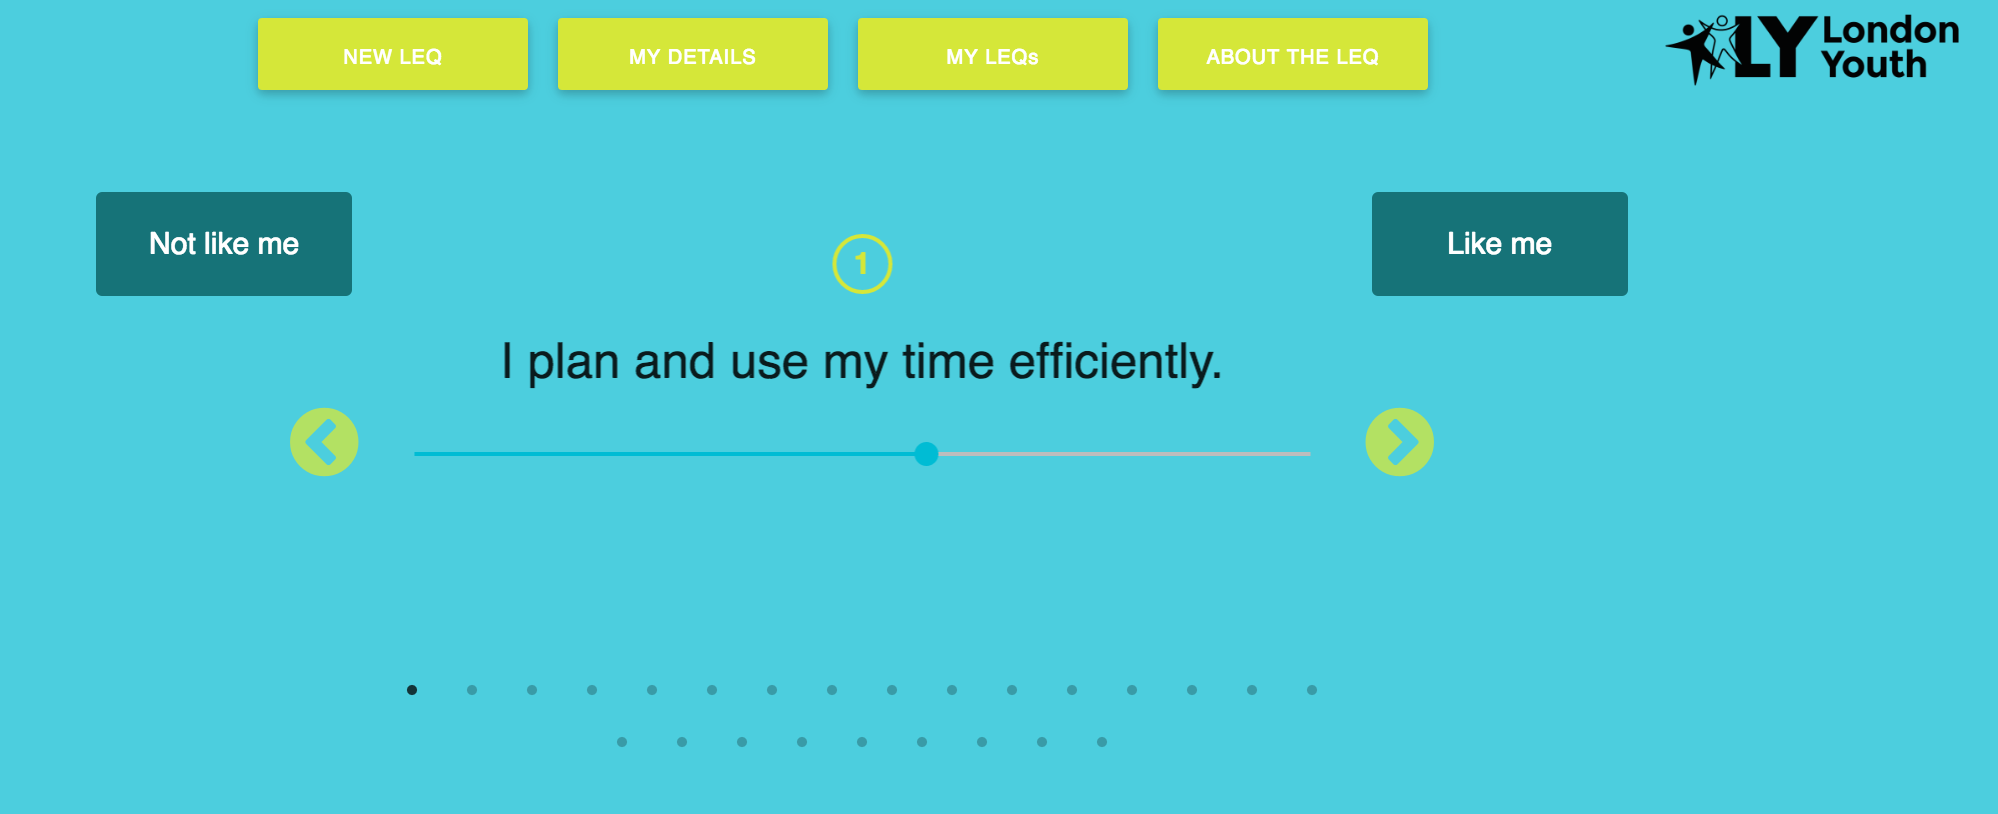 NEW LEQ
MY DETAILS
MY LEQs
ABOUT THE LEQ
LY London
Youth
Not like me
Like me
1
I plan and use my time efficiently.